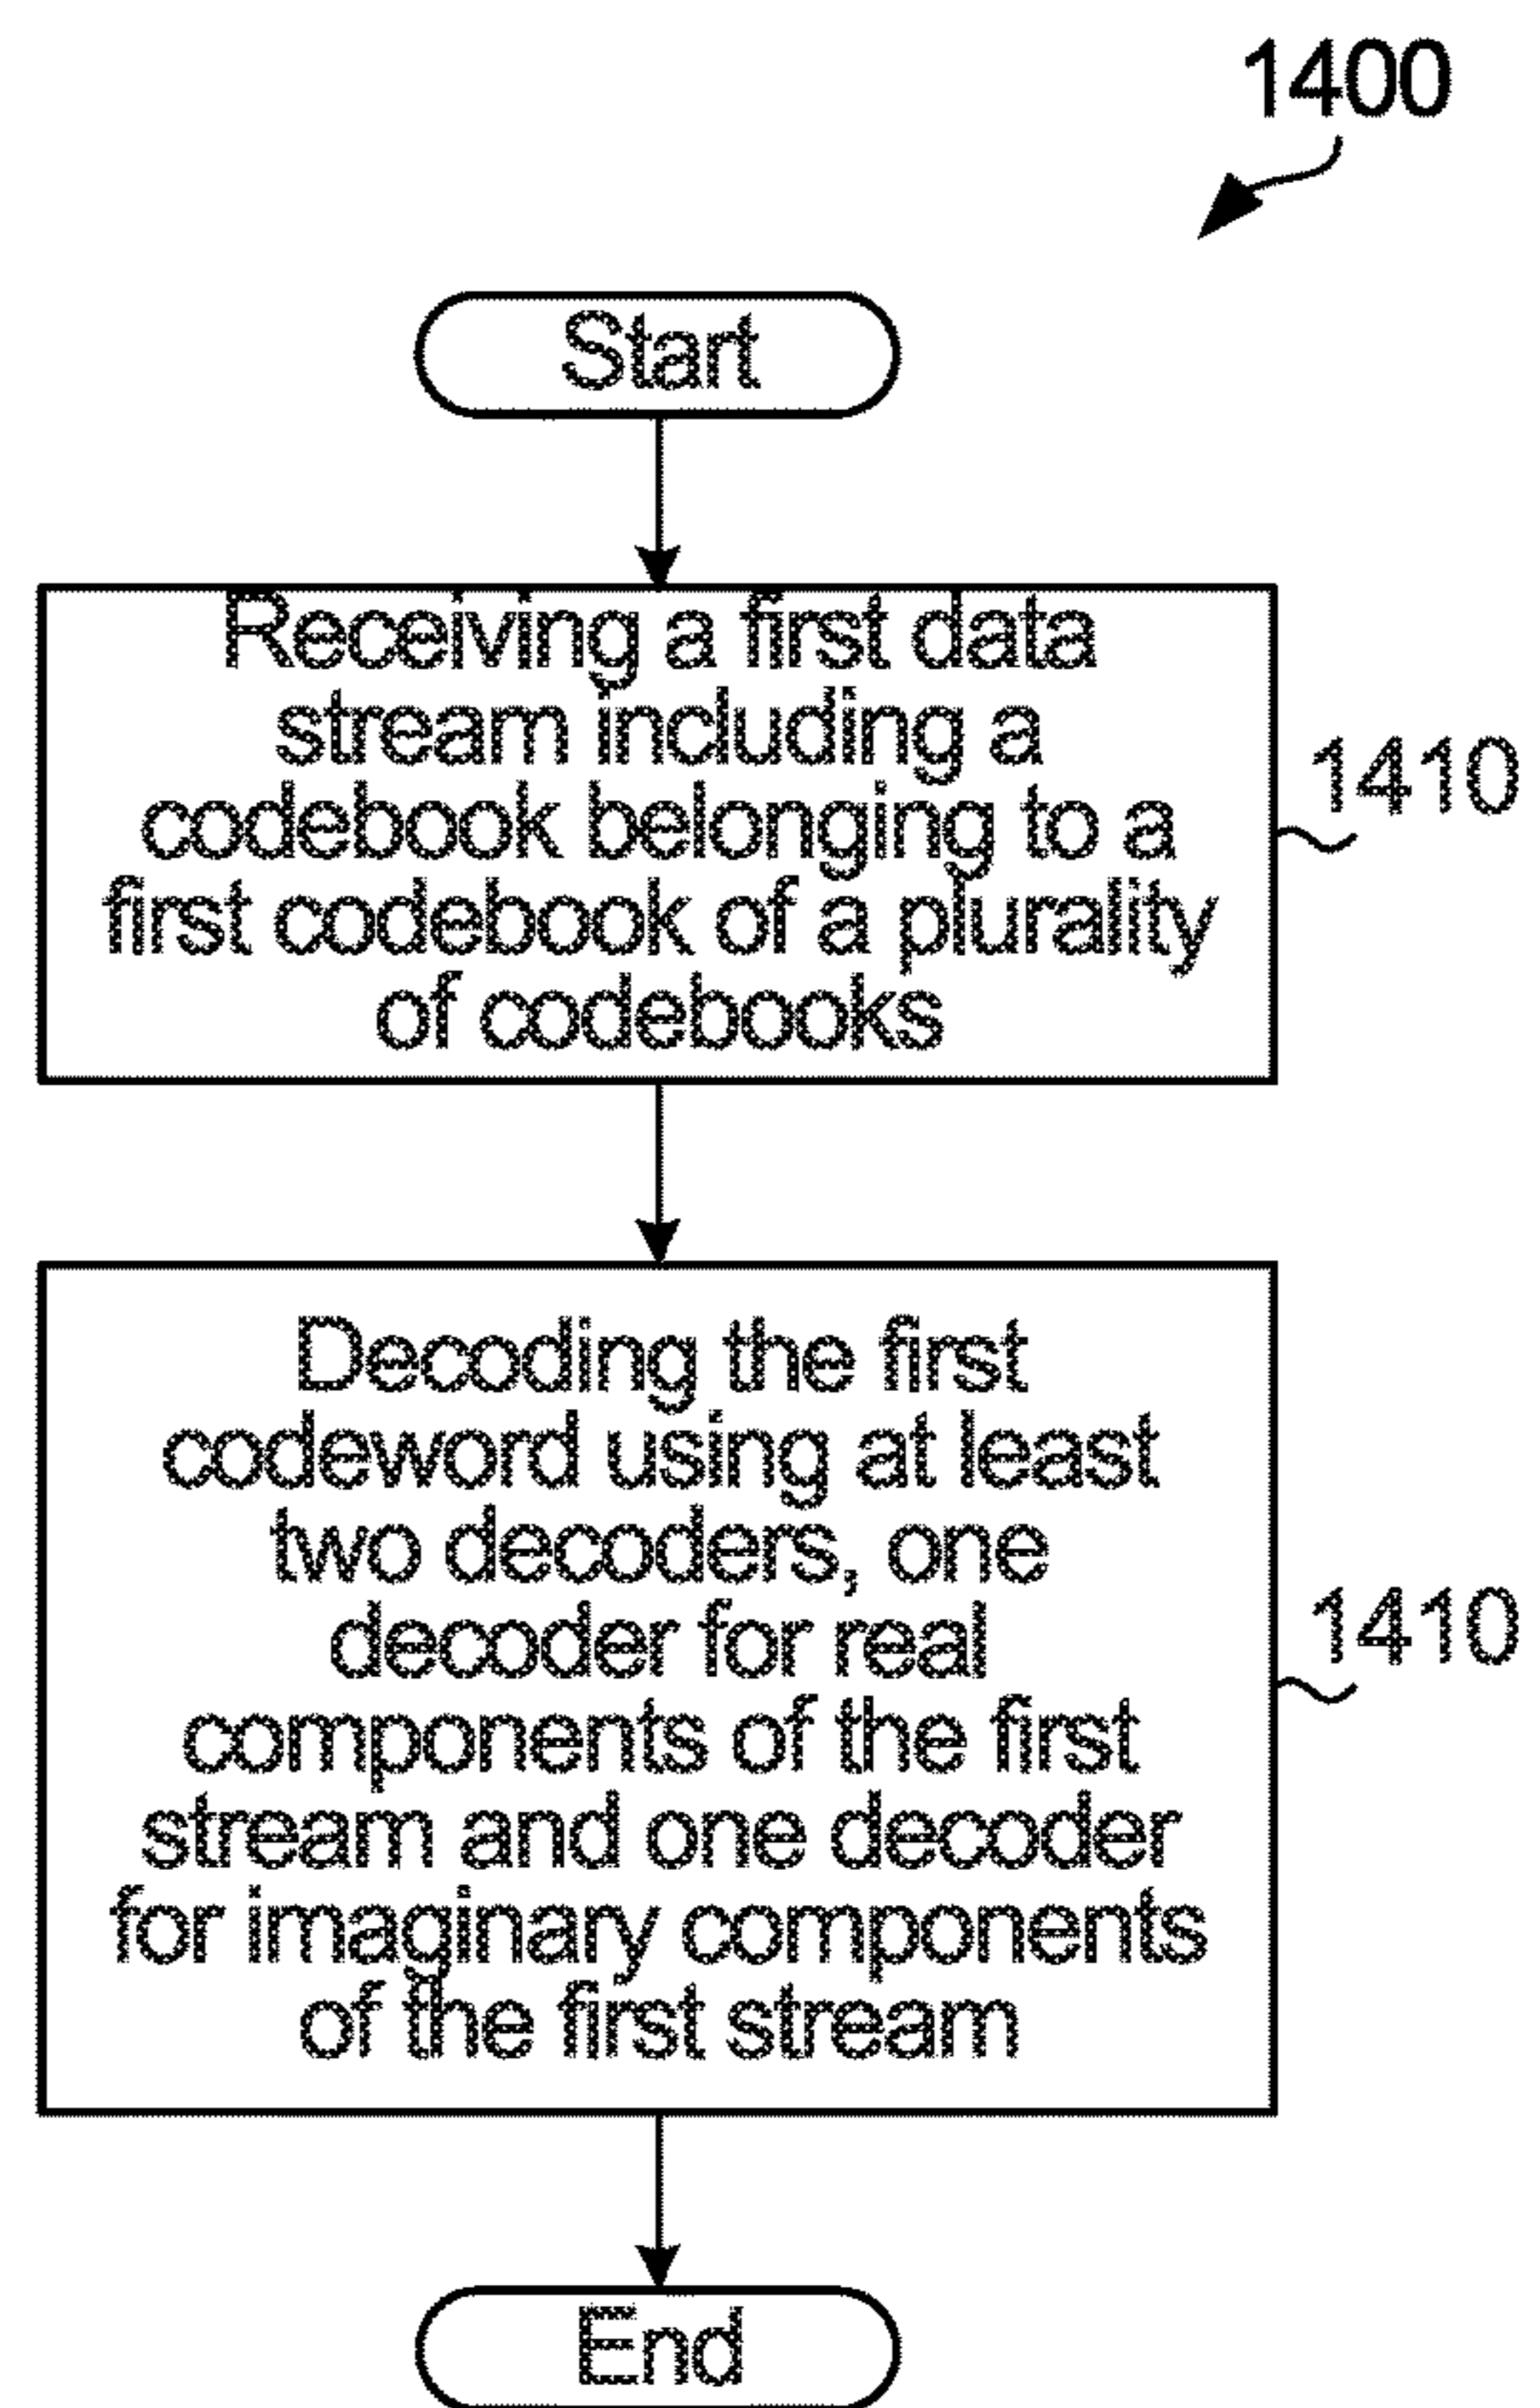 1400
Start
Receiving a first data
stream including a
codebook belonging to a
first codebook of a plurality
of codebooks
1410
Decoding the first
codeword using at least
two decoders, one
decoder for real
components of the first
stream and one decoder
for imaginary components
of the first stream
1410
End